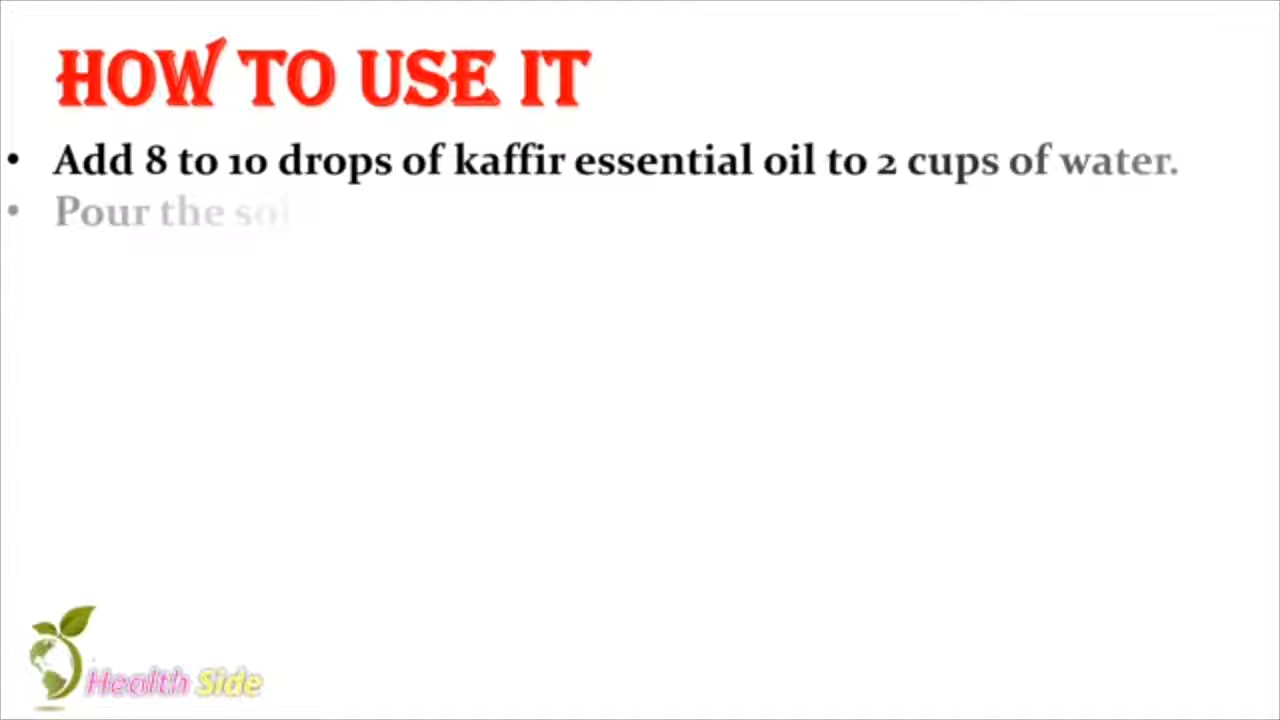 HOW TO USE IT
• Add 8 to 10 drops of kaffir essential oil to 2 cups of water.
• Pour the sol
Health Side